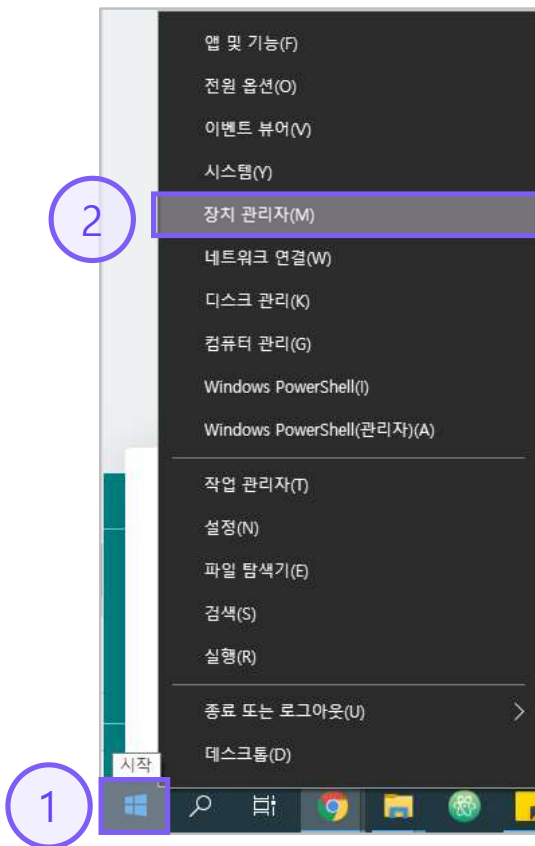 앱 및 기능(F)
전원 옵션(O)
이벤트 뷰어(V)
시스템(Y)
2
장치 관리자(M)
네트워크 연결(W)
디스크 관리(K)
컴퓨터 관리(G)
Windows PowerShell(I)
Windows PowerShell(관리자)(A)
작업 관리자(T)
설정(N)
파일 탐색기(E)
검색(S)
실행(R)
종료 또는 로그아웃(U)
데스크톱(D)
시작
1